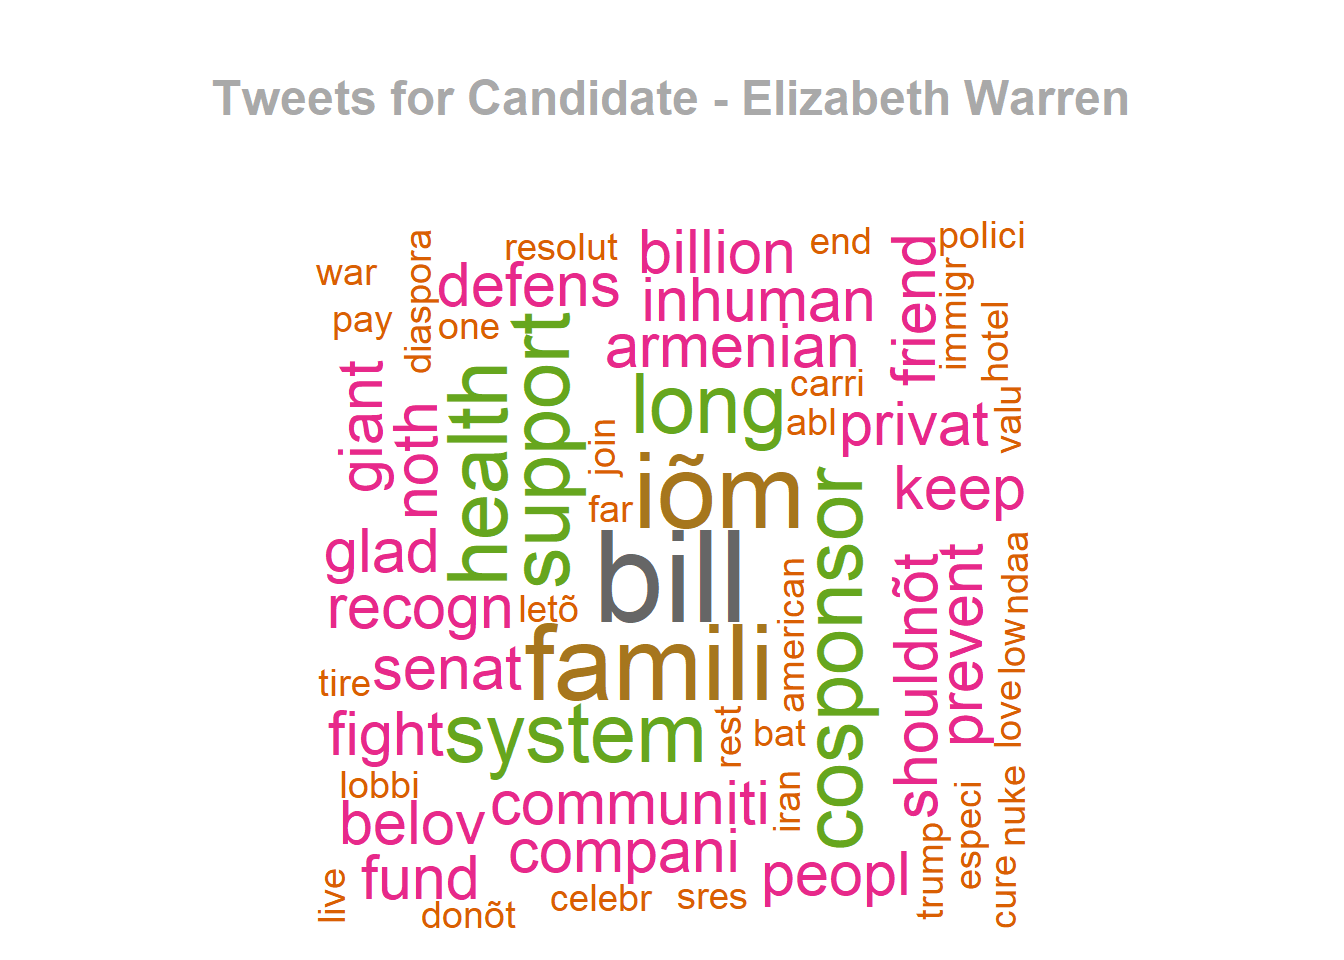 Tweets for Candidate - Elizabeth Warren
war
diaspora
resolut
billion
end
friend
polici
defens
inhuman
immigr
pay
one
armenian
hotel
giant
noth
health
support
long
carri
abl
privat
valu
join
iõm
keep
far
cosponsor
glad
bill
shouldnõt
prevent
ndaa
recogn
letõ
american
low
tire
senat
famili
love
fight
system
rest
bat
lobbi
communiti
iran
nuke
belov
compani
especi
fund
peopl
trump
cure
live
donõt
celebr
sres